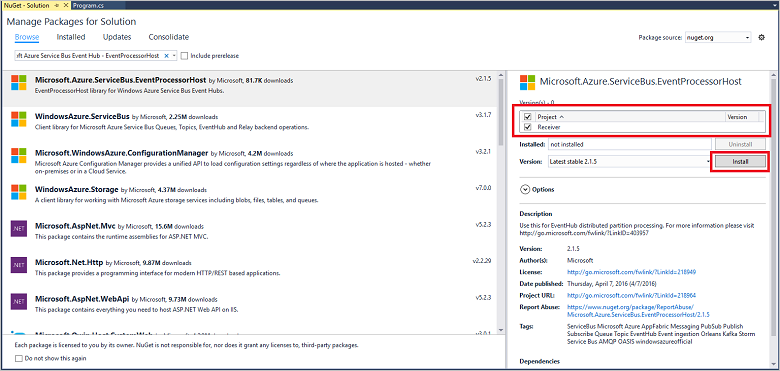 NuGet - Solution
Program.cs
Manage Packages for Solution
Browse
Installed
Updates
Consolidate
Package source:
nuget.org
ft Azure Service Bus Event Hub - EventProcessorHost
Include prerelease
Microsoft.Azure.ServiceBus.EventProcessorHost by Microsoft, 81.7K downloads
v2.1.5
EventProcessorHost library for Windows Azure Service Bus Event Hubs.
WindowsAzure.ServiceBus by Microsoft, 2.25M downloads
v3.1.7
Client library for Microsoft Azure Service Bus Queues, Topics, EventHub and Relay backend operations.
Microsoft.WindowsAzure.ConfigurationManager by Microsoft, 4.2M downloads
v3.2.1
Microsoft Azure Configuration Manager provides a unified API to load configuration settings regardless of where the application is hosted - whether
on-premises or in a Cloud Service.
WindowsAzure.Storage by Microsoft, 4.37M downloads
v7.0.0
A client library for working with Microsoft Azure storage services including blobs, files, tables, and queues.
.NET
Microsoft.AspNet.Mvc by Microsoft, 15.6M downloads
v5.2.3
This package contains the runtime assemblies for ASP.NET MVC.
.NET
Microsoft.Net.Http by Microsoft, 9.87M downloads
v2.2.29
This package provides a programming interface for modern HTTP/REST based applications.
.NET
Microsoft.AspNet.WebApi by Microsoft, 9.73M downloads
v5.2.3
This package contains everything you need to host ASP.NET Web API on IIS.
Each package is licensed to you by its owner. NuGet is not responsible for, nor does it grant any licenses to, third-party packages.
Do not show this again
Microsoft.Azure.ServiceBus.EventProcessorHost
Version(s) - 0
Project
Version
Receiver
Installed:
not installed
Uninstall
Version:
Latest stable 2.1.5
Install
Options
Description
Use this for EventHub distributed partition processing. For more information please visit
http://go.microsoft.com/fwlink/?LinkID=403957
Version:
2.1.5
Author(s):
Microsoft
License:
http://go.microsoft.com/fwlink/?LinkId=218949
Date published:
Thursday, April 7, 2016 (4/7/2016)
Project URL:
http://go.microsoft.com/fwlink/?LinkId=218964
Report Abuse:
https://www.nuget.org/package/ReportAbuse/
Microsoft.Azure.ServiceBus.EventProcessorHost/2.1.5
Tags:
ServiceBus Microsoft Azure AppFabric Messaging PubSub Publish
Subscribe Queue Topic EventHub Event ingestion Orleans Kafka Storm
Service Bus AMQP OASIS windowsazureofficial
Dependencies